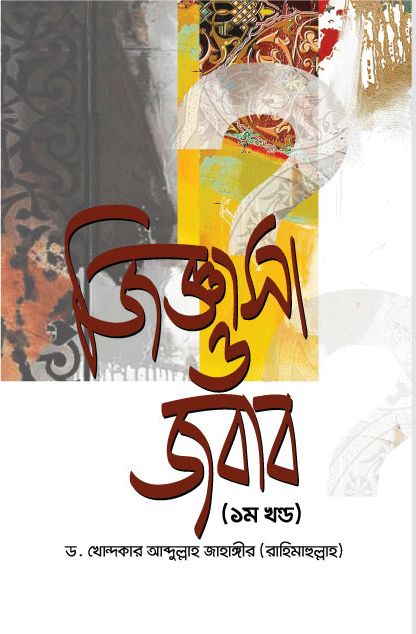 জিজ্ঞাসা
ও
জবাব
(১ম খন্ড)
ড. খোন্দকার আব্দুল্লাহ জাহাঙ্গীর (রাহিমাহুল্লাহ)